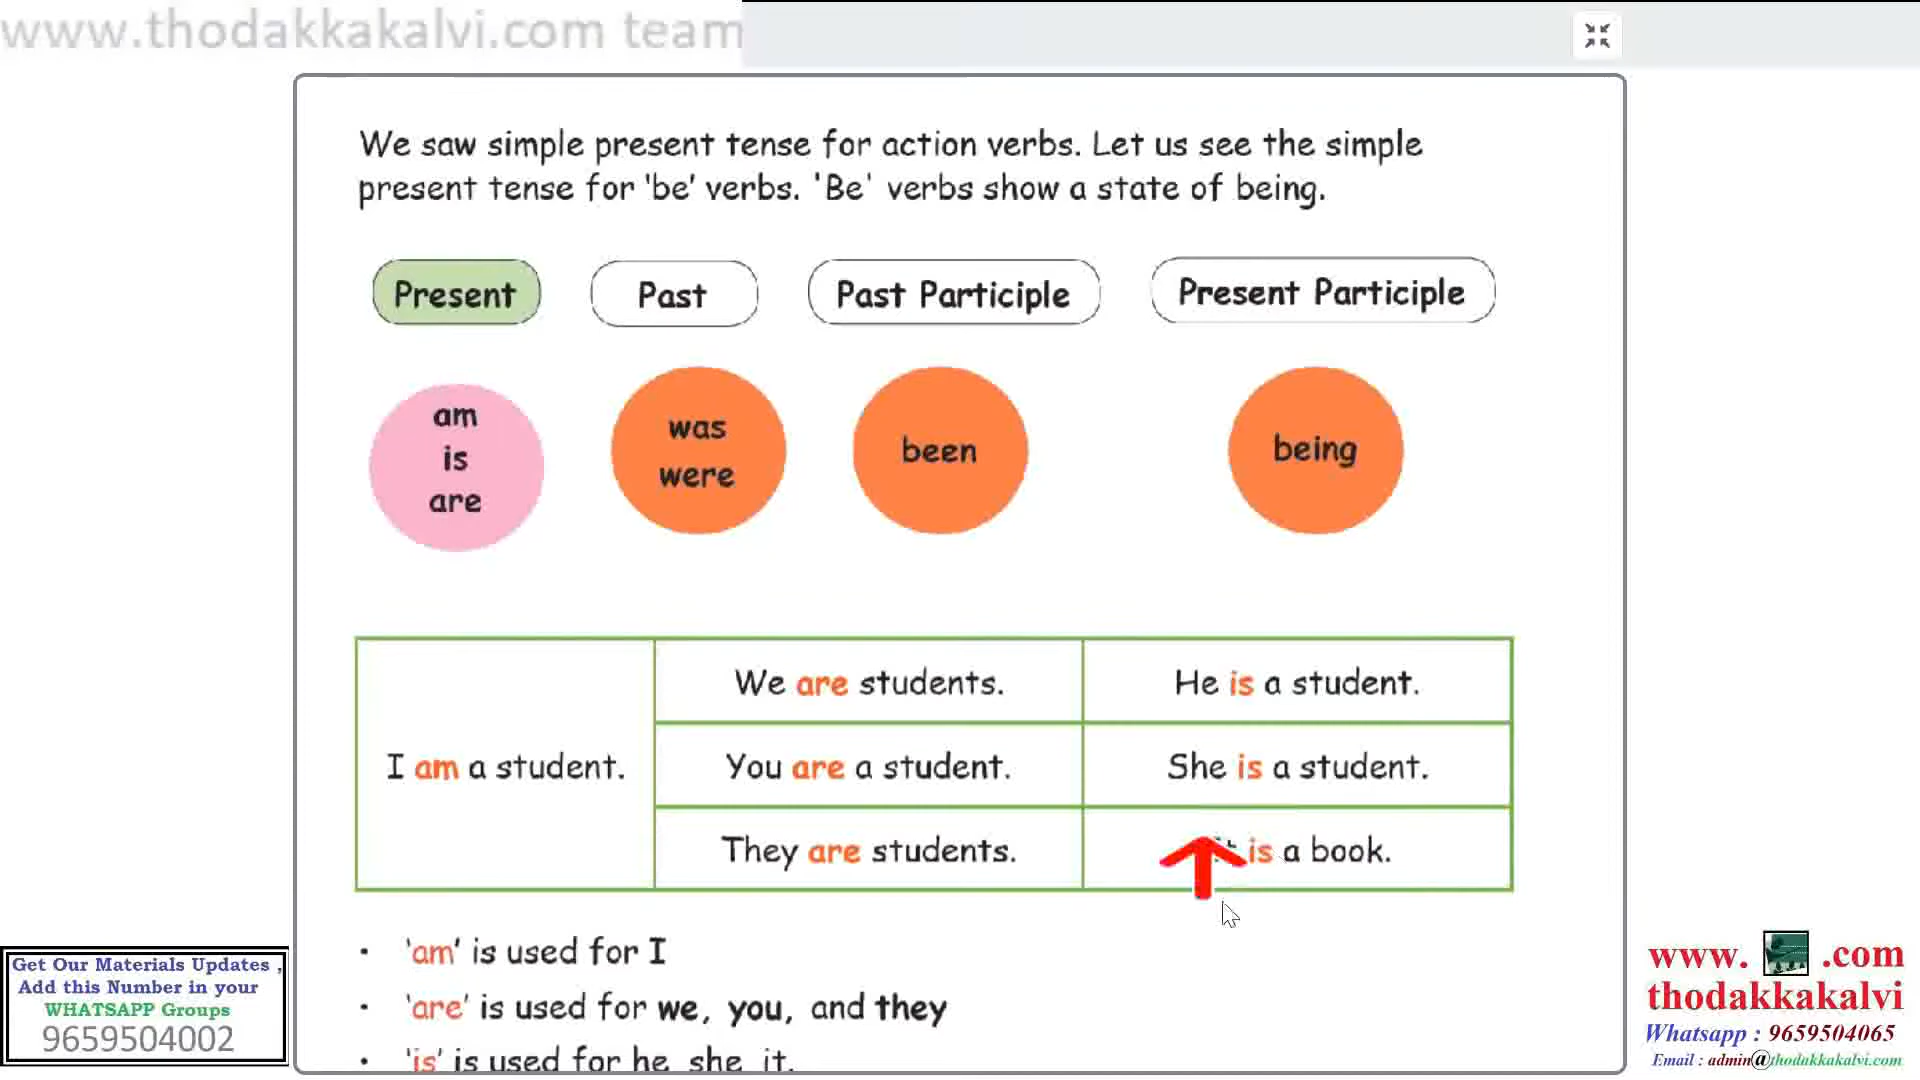 www.thodakkakalvi.com team
We saw simple present tense for action verbs. Let us see the simple
present tense for 'be' verbs. 'Be' verbs show a state of being.
Present
Past
Past Participle
Present Participle
am
is
are
was
were
been
being
I am a student.
We are students.
He is a student.
You are a student.
She is a student.
They are students.
is a book.
• 'am' is used for I
• 'are' is used for we, you, and they
• 'is' is used for he, she, it.
Get Our Materials Updates ,
Add this Number in your
WHATSAPP Groups
9659504002
www. .com
thodakkakalvi
Whatsapp : 9659504065
Email : admin@thodakkakalvi.com